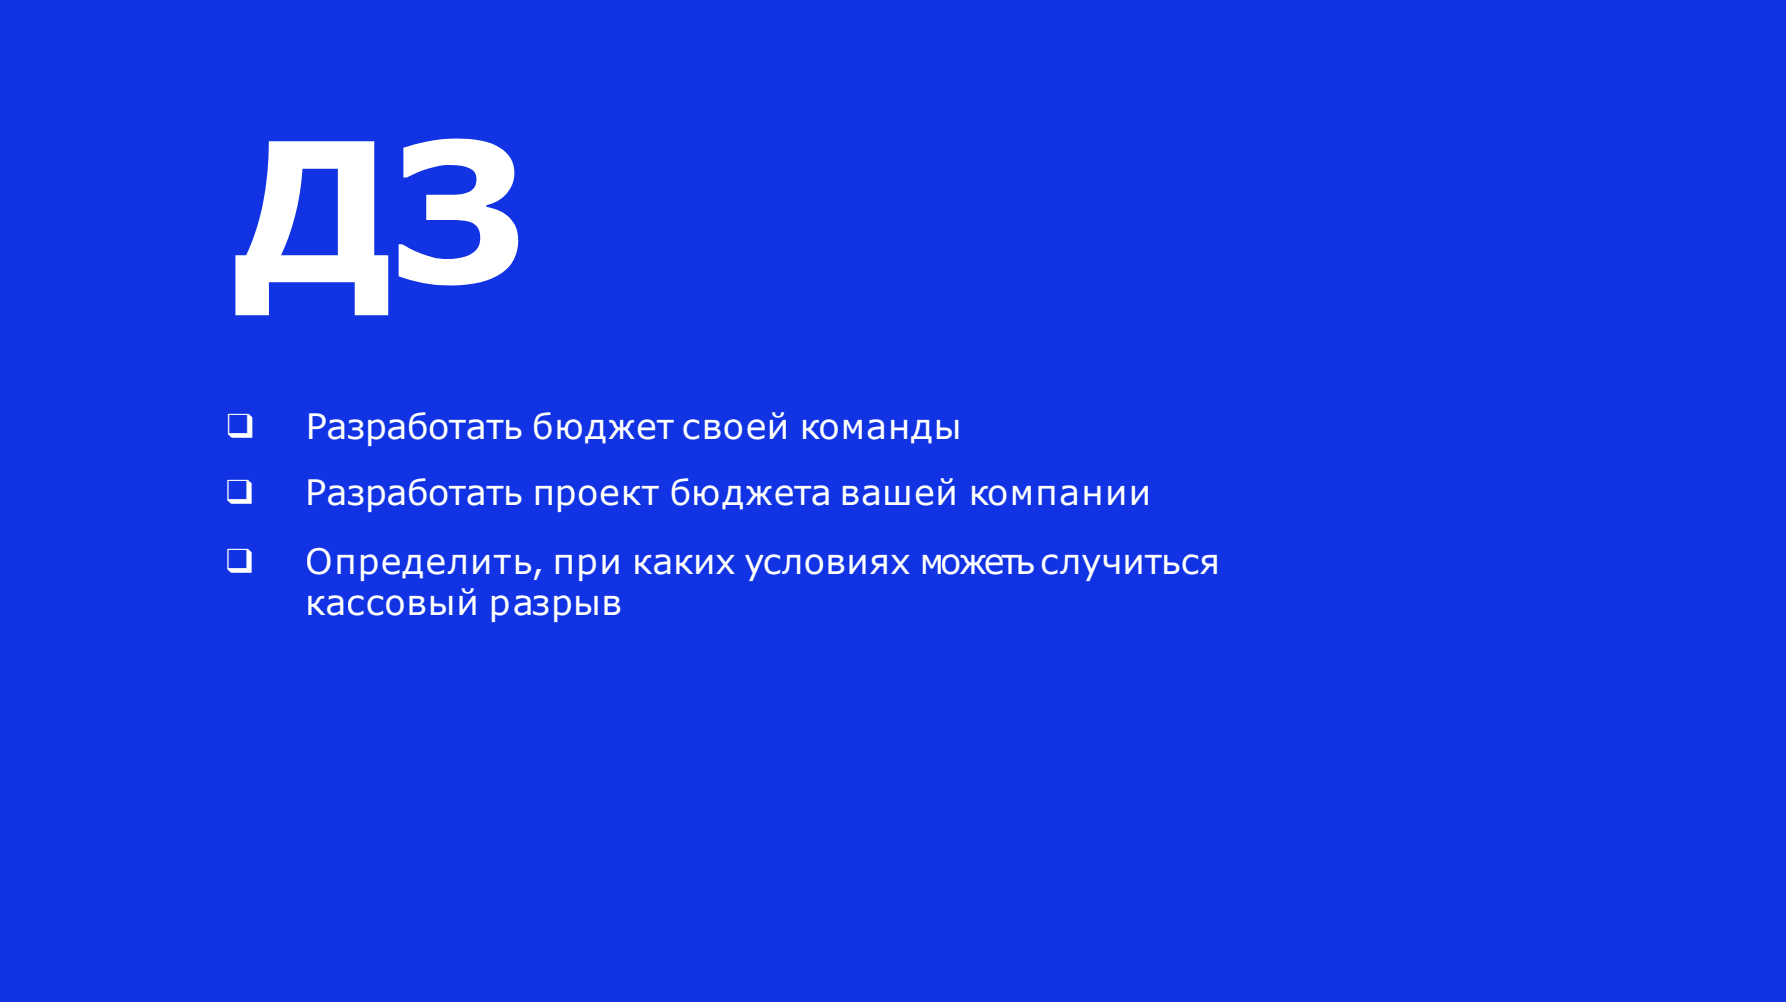 ДЗ
❑ Разработать бюджет своей команды
❑ Разработать проект бюджета вашей компании
❑ Определить, при каких условиях можеть случиться
кассовый разрыв